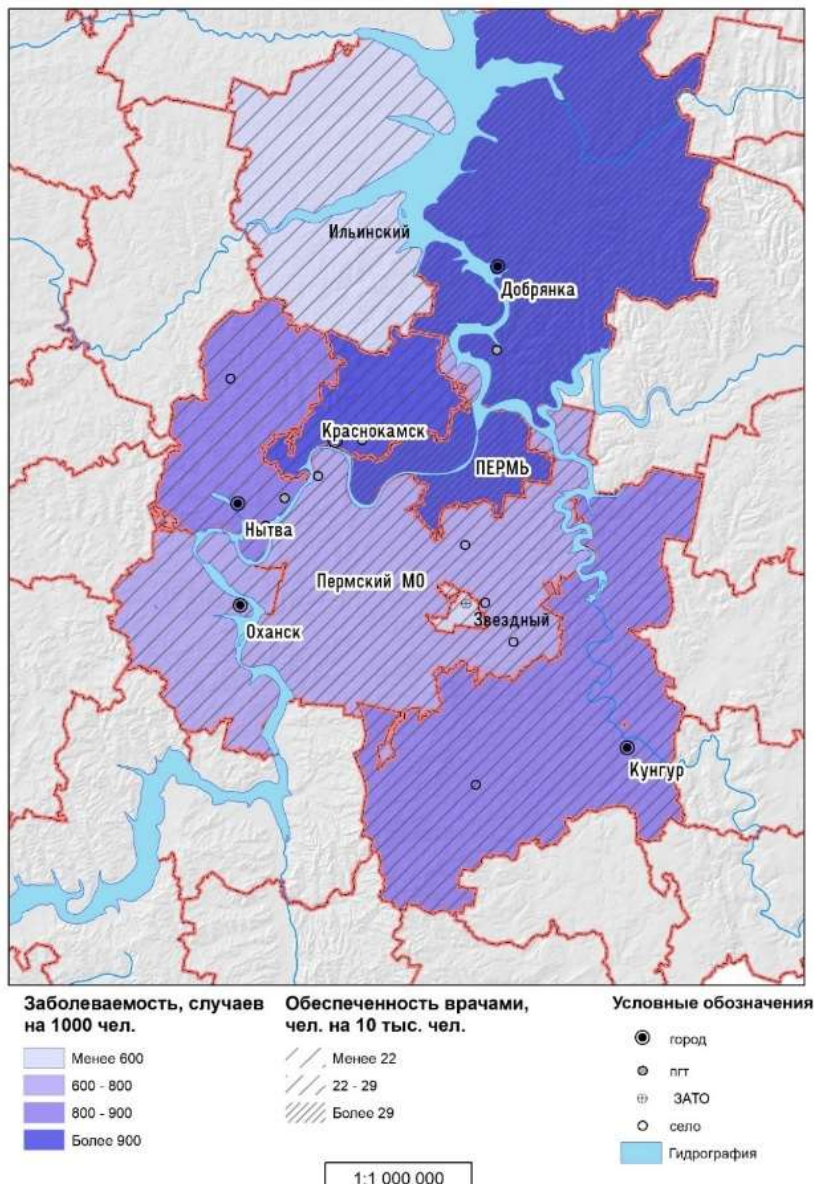 Ильинский
Добрянка
Краснокамск
ПЕРМЬ
Нытва
Пермский МО
Звездный
Оханск
Кунгур
Заболеваемость, случаев
на 1000 чел.
Менее 600
600 - 800
800 - 900
Более 900
Обеспеченность врачами,
чел. на 10 тыс. чел.
Менее 22
22 - 29
Более 29
Условные обозначения
город
пгт
ЗАТО
село
Гидрография
1:1 000 000